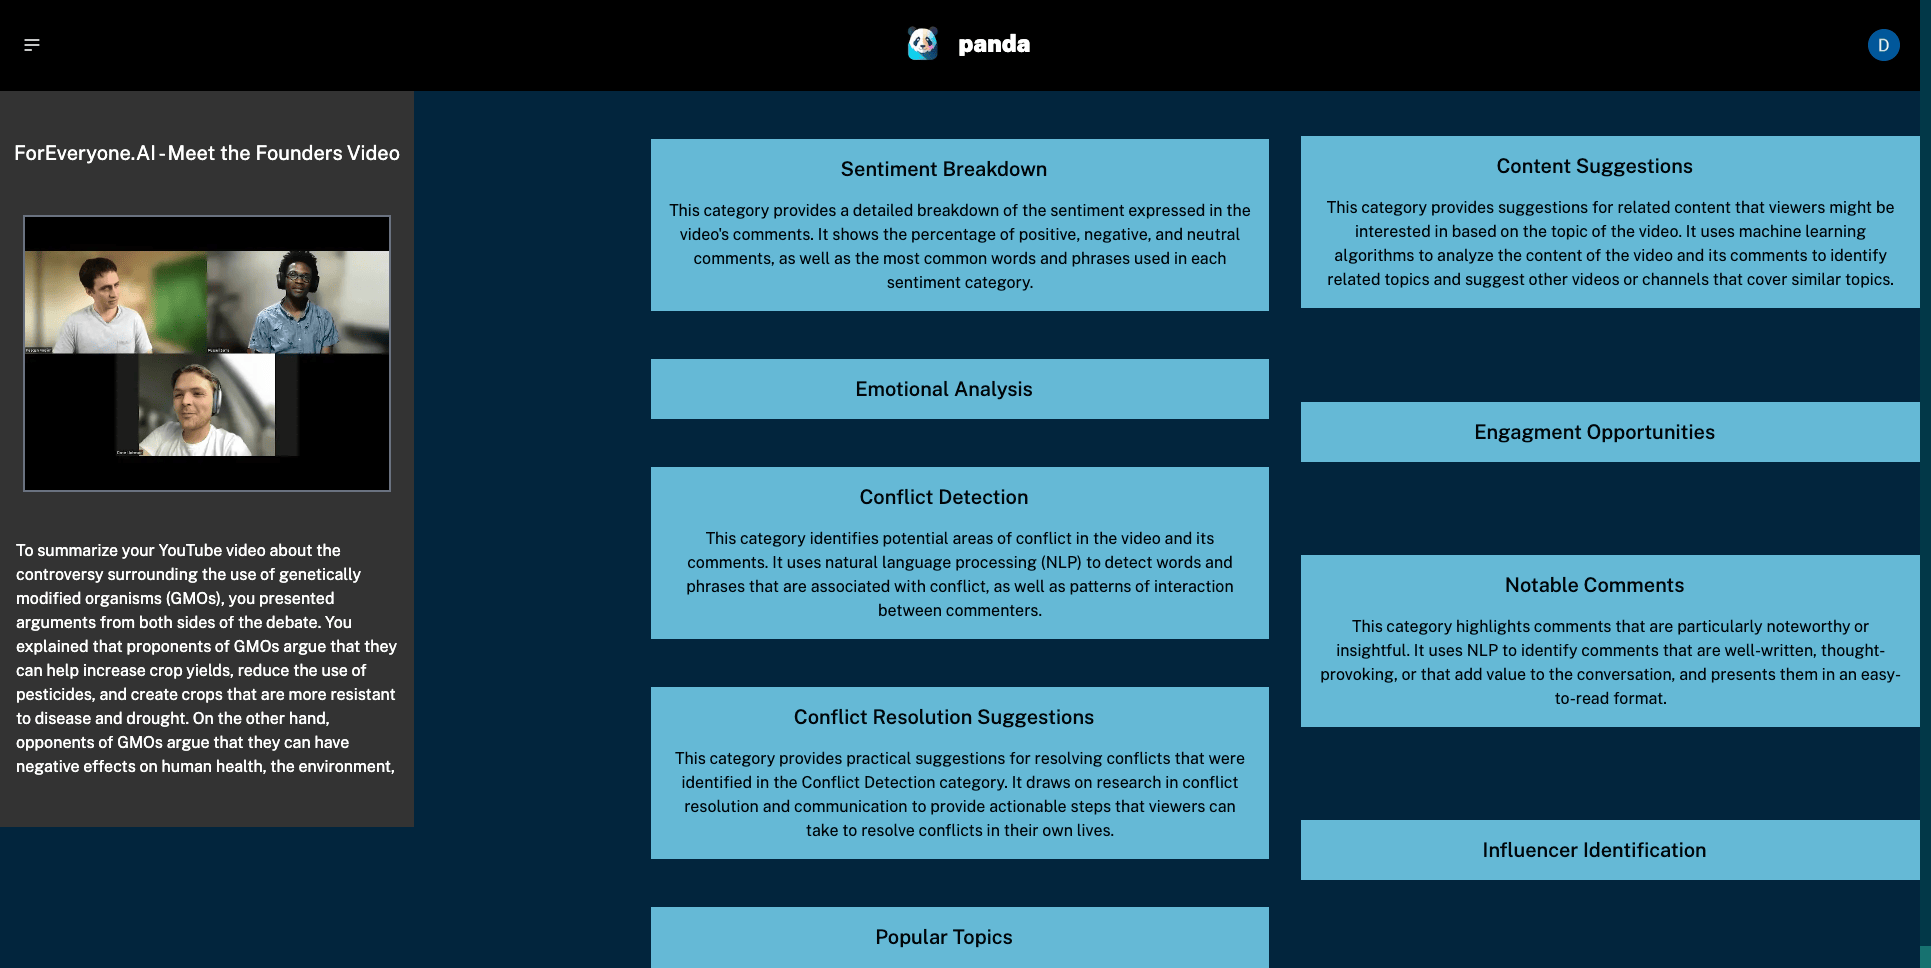 panda
D
ForEveryone.AI - Meet the Founders Video
To summarize your YouTube video about the
controversy surrounding the use of genetically
modified organisms (GMOs), you presented
arguments from both sides of the debate. You
explained that proponents of GMOs argue that they
can help increase crop yields, reduce the use of
pesticides, and create crops that are more resistant
to disease and drought. On the other hand,
opponents of GMOs argue that they can have
negative effects on human health, the environment,
Sentiment Breakdown
This category provides a detailed breakdown of the sentiment expressed in the
video's comments. It shows the percentage of positive, negative, and neutral
comments, as well as the most common words and phrases used in each
sentiment category.
Emotional Analysis
Conflict Detection
This category identifies potential areas of conflict in the video and its
comments. It uses natural language processing (NLP) to detect words and
phrases that are associated with conflict, as well as patterns of interaction
between commenters.
Conflict Resolution Suggestions
This category provides practical suggestions for resolving conflicts that were
identified in the Conflict Detection category. It draws on research in conflict
resolution and communication to provide actionable steps that viewers can
take to resolve conflicts in their own lives.
Popular Topics
Content Suggestions
This category provides suggestions for related content that viewers might be
interested in based on the topic of the video. It uses machine learning
algorithms to analyze the content of the video and its comments to identify
related topics and suggest other videos or channels that cover similar topics.
Engagment Opportunities
Notable Comments
This category highlights comments that are particularly noteworthy or
insightful. It uses NLP to identify comments that are well-written, thought-
provoking, or that add value to the conversation, and presents them in an easy-
to-read format.
Influencer Identification